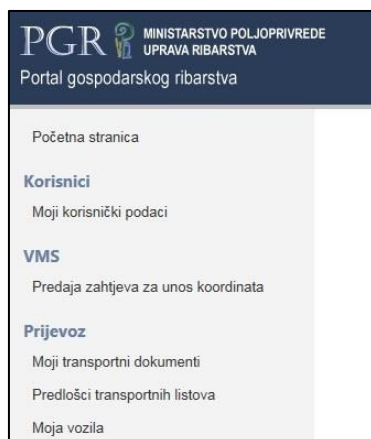 PGR MINISTARSTVO POLJOPRIVREDE
UPRAVA RIBARSTVA
Portal gospodarskog ribarstva
Početna stranica
Korisnici
Moji korisnički podaci
VMS
Predaja zahtjeva za unos koordinata
Prijevoz
Moji transportni dokumenti
Predlošci transportnih listova
Moja vozila